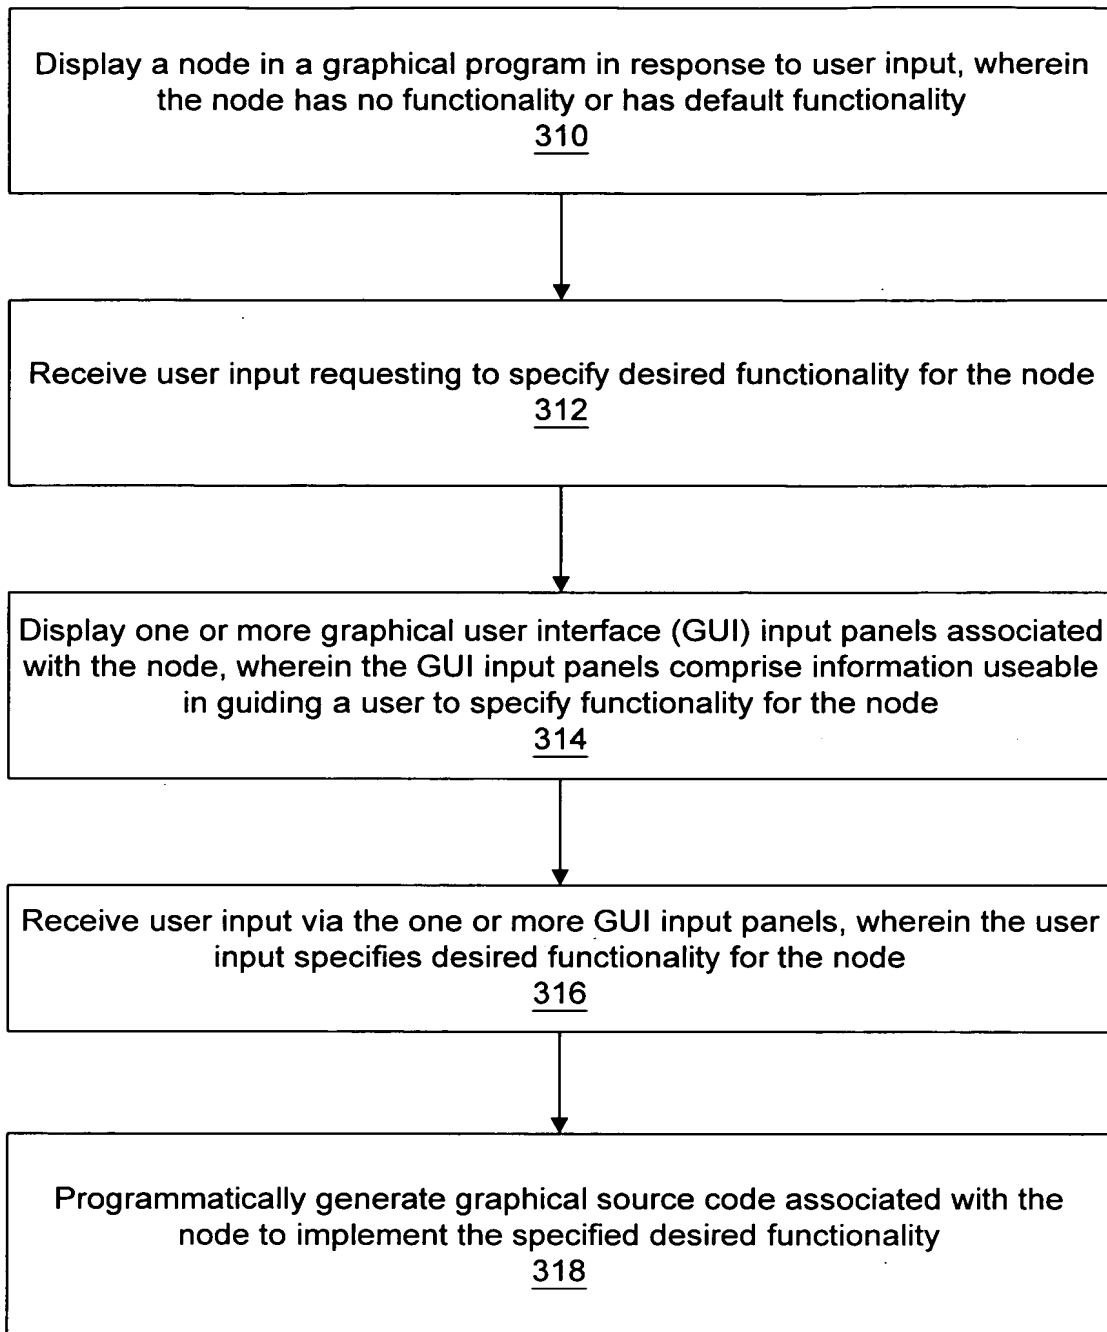 Display a node in a graphical program in response to user input, wherein
the node has no functionality or has default functionality
310
Receive user input requesting to specify desired functionality for the node
312
Display one or more graphical user interface (GUI) input panels associated
with the node, wherein the GUI input panels comprise information useable
in guiding a user to specify functionality for the node
314
Receive user input via the one or more GUI input panels, wherein the user
input specifies desired functionality for the node
316
Programmatically generate graphical source code associated with the
node to implement the specified desired functionality
318